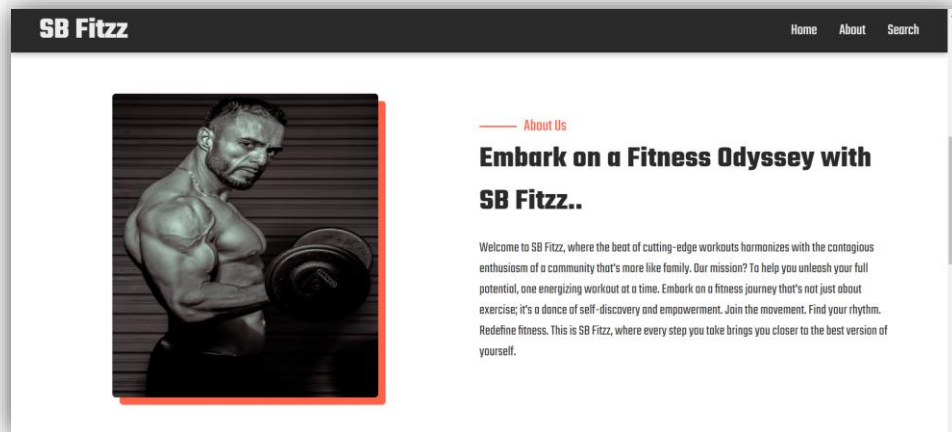 SB Fitzz
Home About Search
About Us
Embark on a Fitness Odyssey with
SB Fitzz..
Welcome to SB Fitzz, where the beat of cutting-edge workouts harmonizes with the contagious
enthusiasm of a community that's more like family. Our mission? To help you unleash your full
potential, one energizing workout at a time. Embark on a fitness journey that's not just about
exercise; it's a dance of self-discovery and empowerment. Join the movement. Find your rhythm.
Redefine fitness. This is SB Fitzz, where every step you take brings you closer to the best version of
yourself.